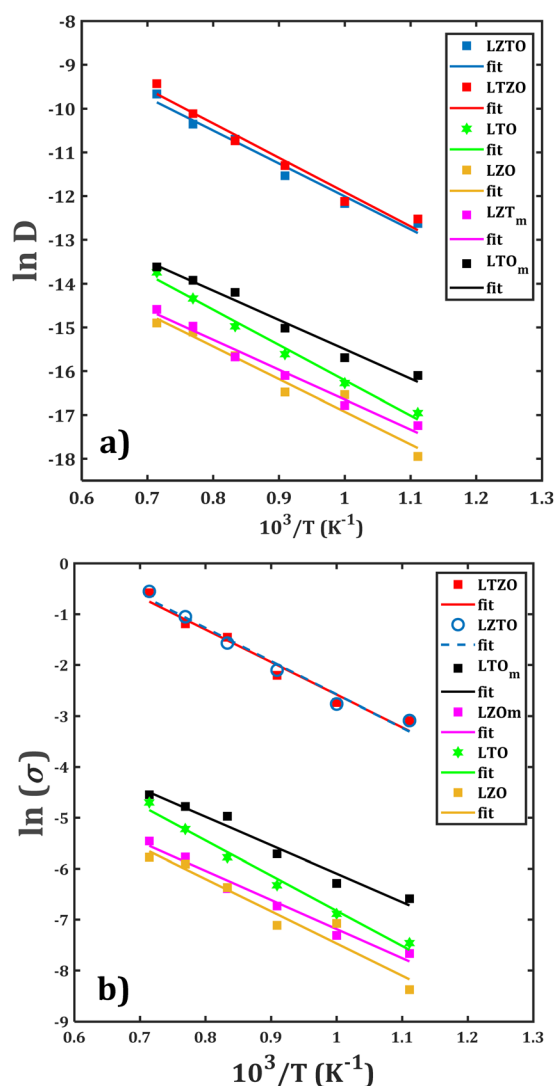 -8
-9
-10
-11
-12
-13
-14
-15
-16
-17
-18
ln D
LZTO
fit
LTZO
fit
LTO
fit
LZO
fit
LZTm
fit
LTOm
fit
a)
0.6 0.7 0.8 0.9 1 1.1 1.2 1.3
10³/T (K⁻¹)
0
-1
-2
-3
-4
-5
-6
-7
-8
-9
ln (σ)
LTZO
fit
LZTO
fit
LTOm
fit
LZOm
fit
LTO
fit
LZO
fit
b)
0.6 0.7 0.8 0.9 1 1.1 1.2 1.3
10³/T (K⁻¹)